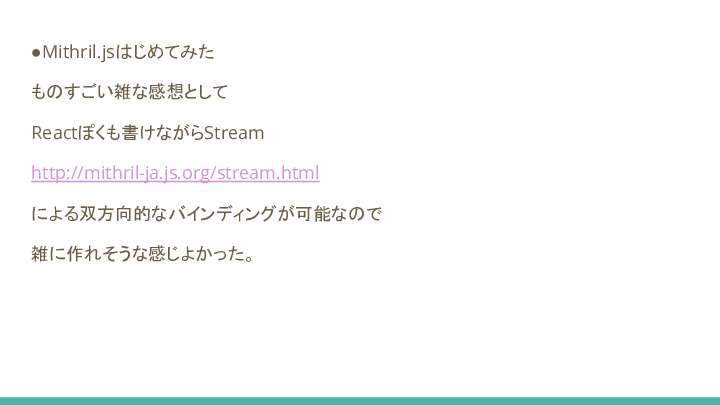 ●Mithril.jsはじめてみた
ものすごい雑な感想として
Reactぽくも書けながらStream
http://mithril-ja.js.org/stream.html
による双方向的なバインディングが可能なので
雑に作れそうな感じよかった。